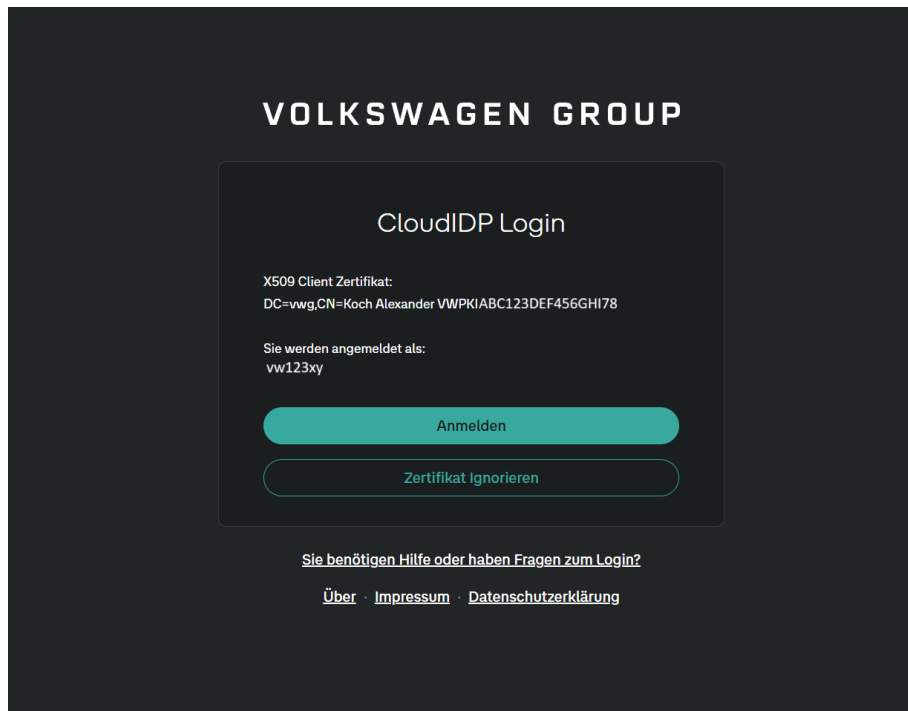 VOLKSWAGEN GROUP
CloudIDP Login
X509 Client Zertifikat:
DC=vwg,CN=Koch Alexander VWPKIABC123DEF456GHI78
Sie werden angemeldet als:
vw123xy
Anmelden
Zertifikat Ignorieren
Sie benötigen Hilfe oder haben Fragen zum Login?
Über · Impressum · Datenschutzerklärung